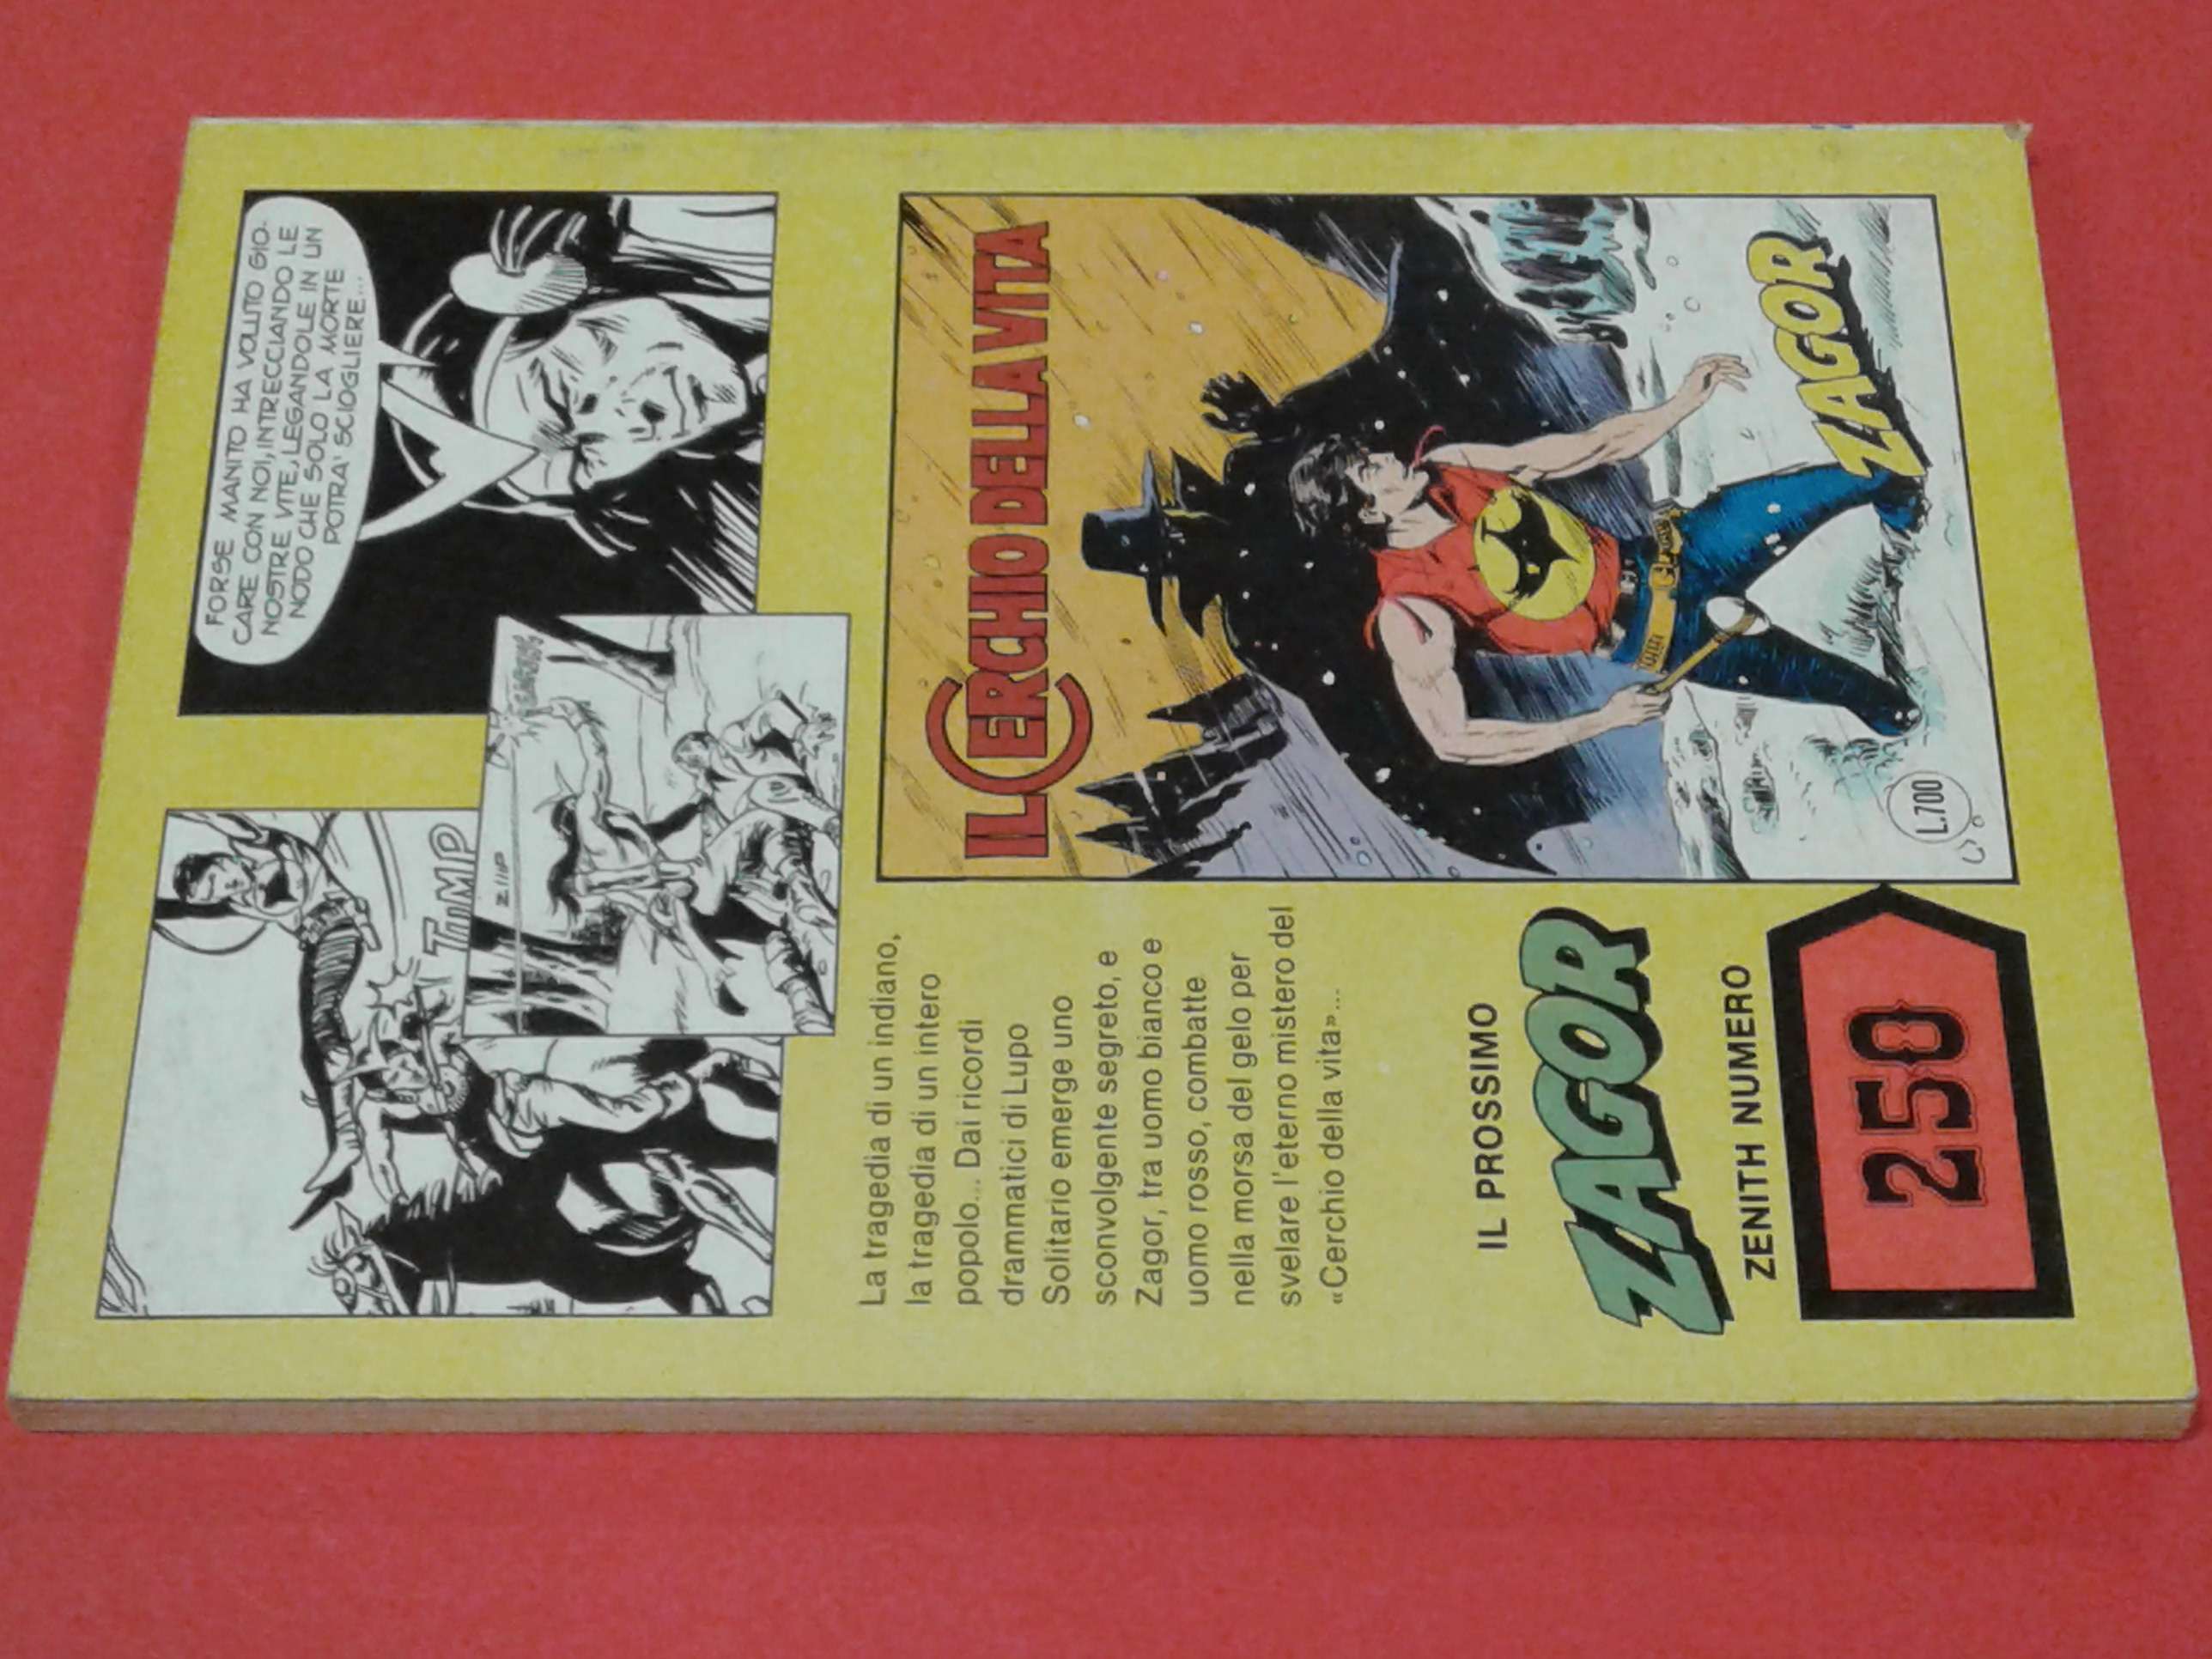 FORSE MANITO HA VOLUTO GIO-
CARE CON NOI, INTRECCIANDO LE
NOSTRE VITE, LEGANDOLE IN UN
NODO CHE SOLO LA MORTE
POTRA' SCIOGLIERE...
TUMP
ZIIP
La tragedia di un indiano,
la tragedia di un intero
popolo... Dai ricordi
drammatici di Lupo
Solitario emerge uno
sconvolgente segreto, e
Zagor, tra uomo bianco e
uomo rosso, combatte
nella morsa del gelo per
svelare l'eterno mistero del
«Cerchio della vita»...
IL PROSSIMO
ZAGOR
ZENITH NUMERO
250
IL CERCHIO DELLA VITA
L.700
ZAGOR